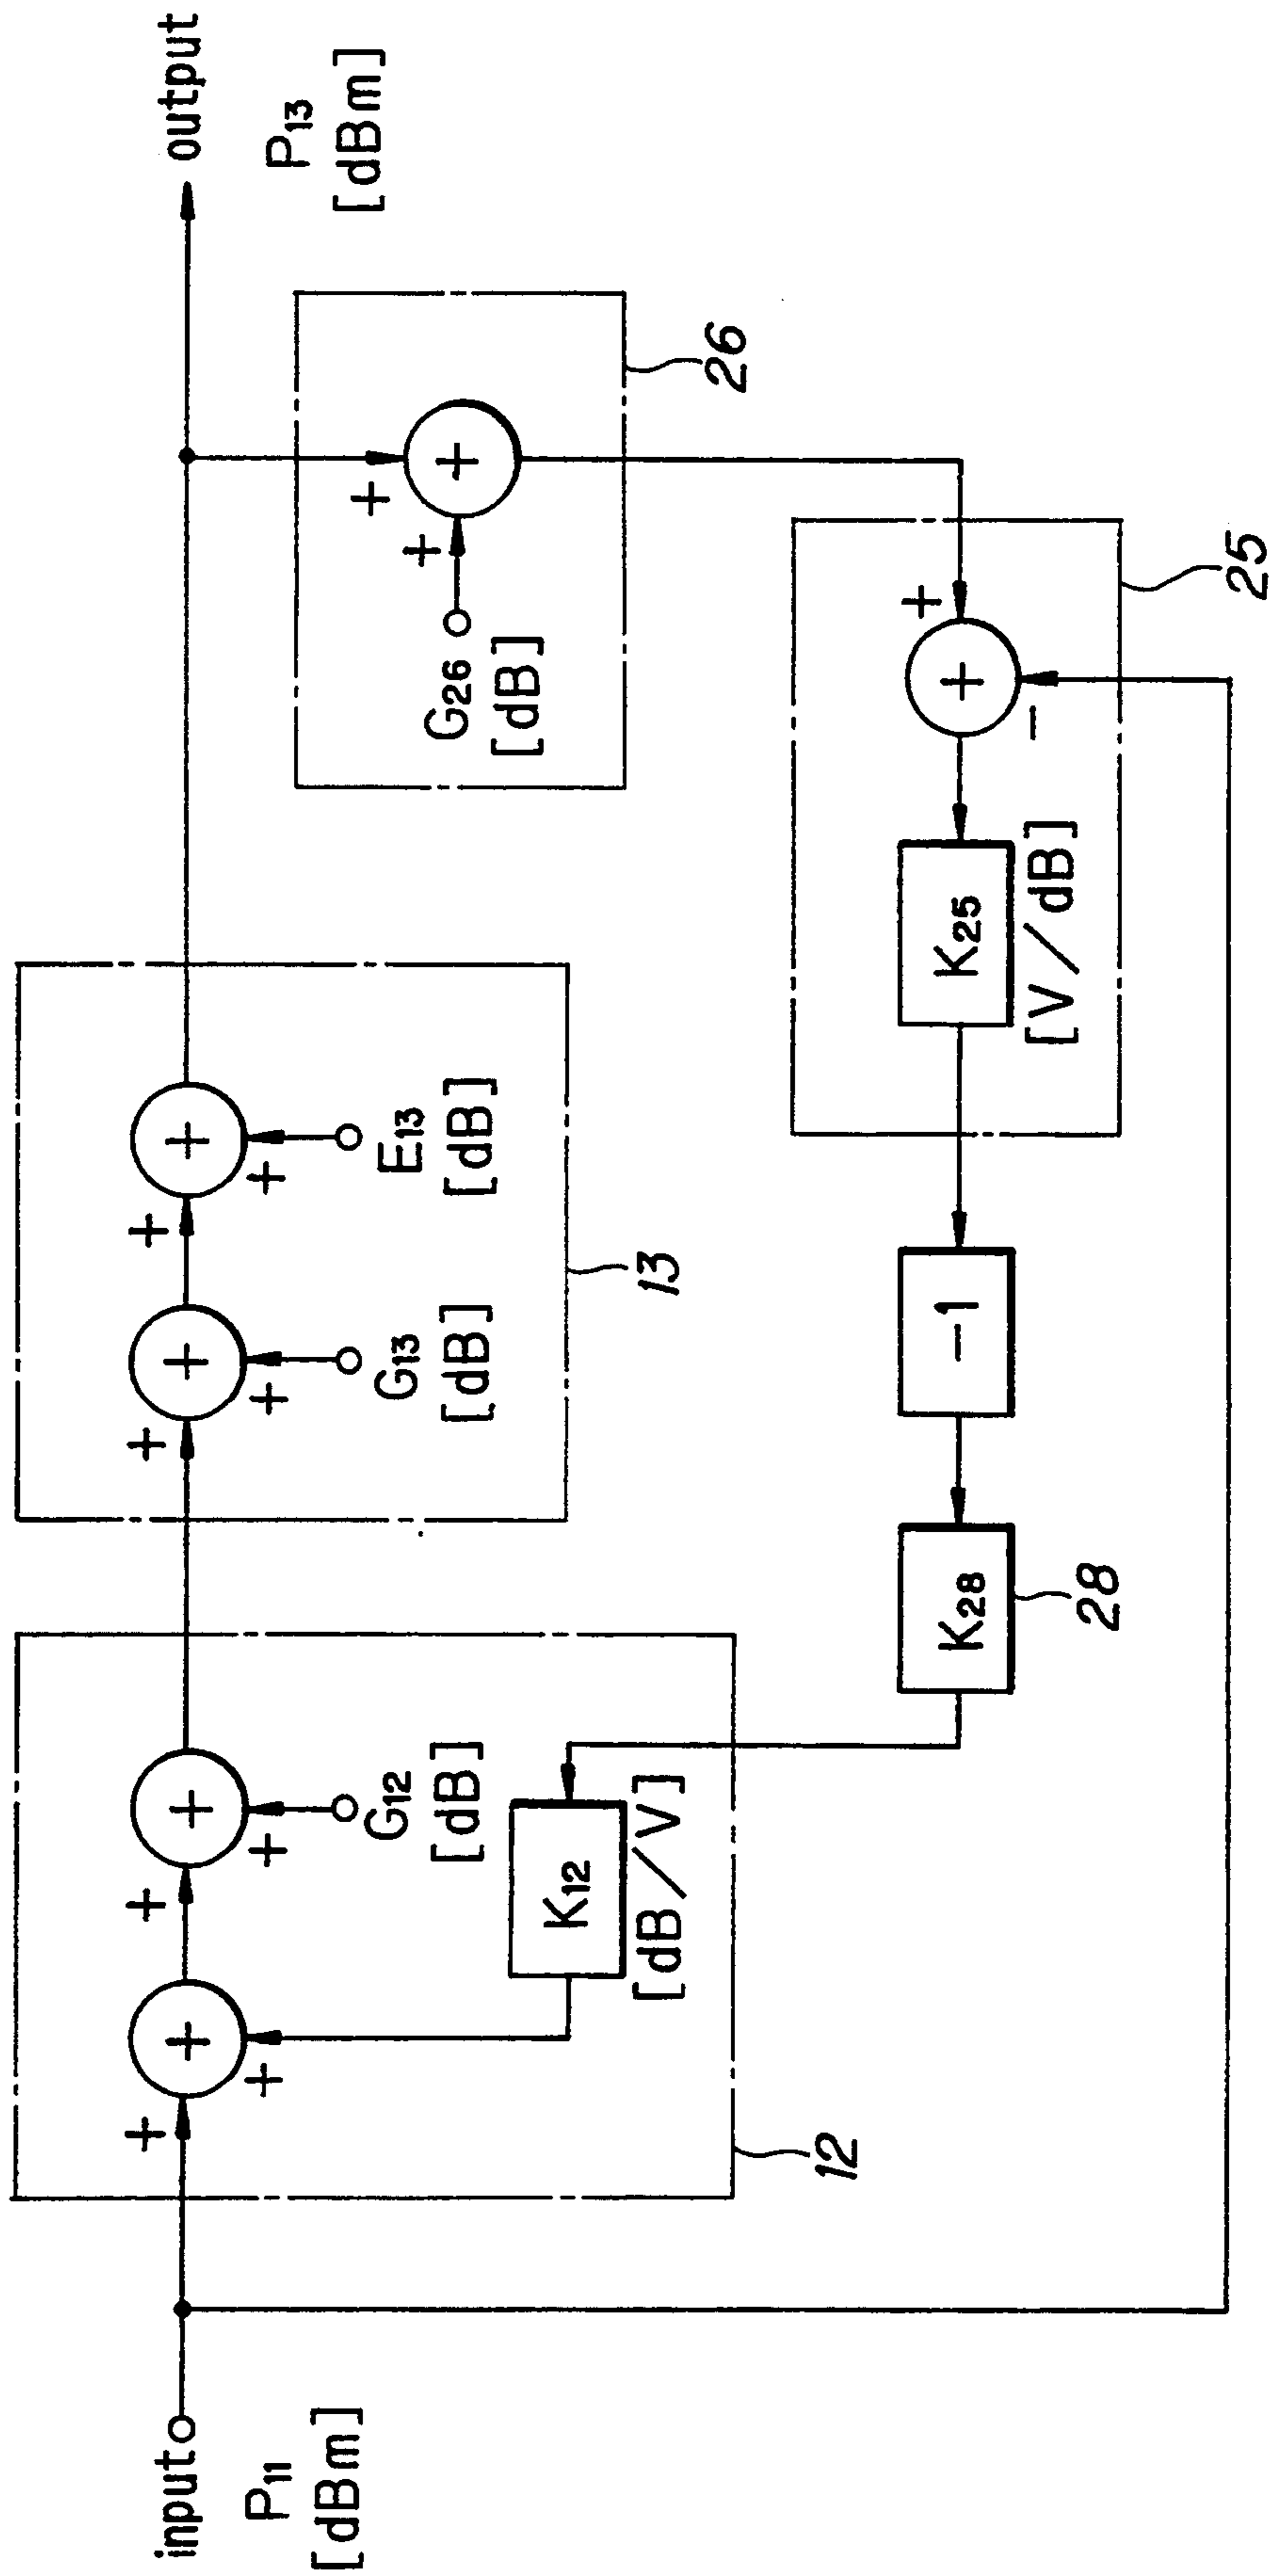 input
P11
[dBm]
+
+
+
+
+
+
G12
[dB]
K12
[dB/V]
12
+
+
+
G13
[dB]
+
+
+
E13
[dB]
13
output
P13
[dBm]
+
+
+
G26
[dB]
26
+
+
-
K25
[V/dB]
25
-1
K28
28